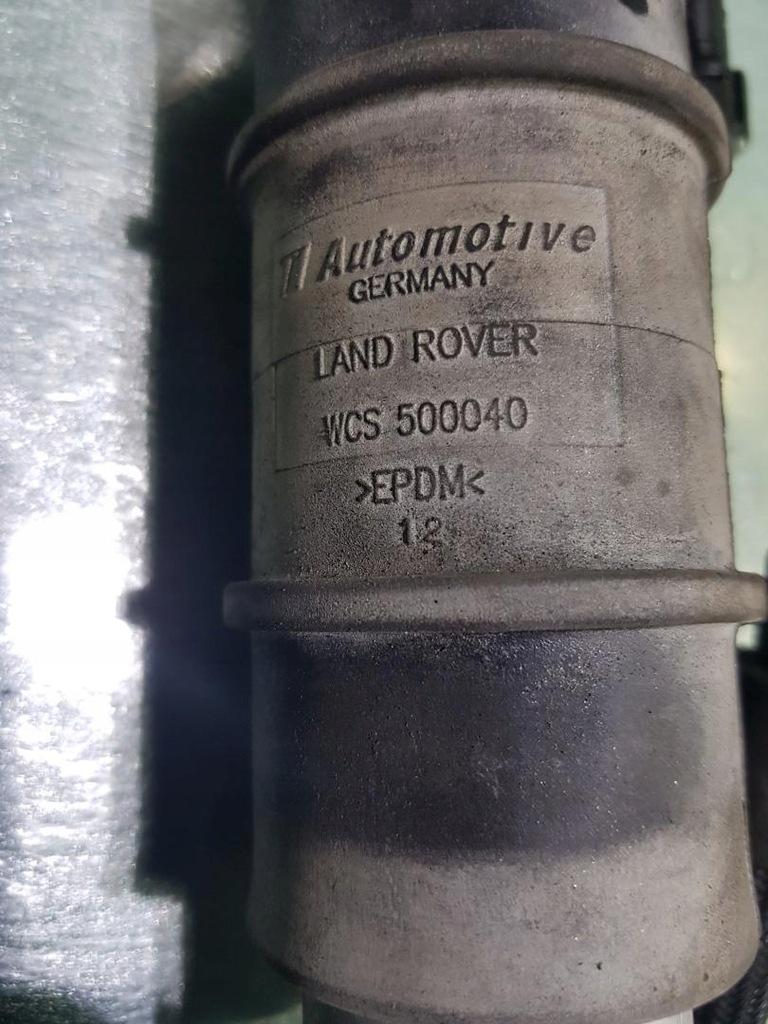 TI Automotive
GERMANY
LAND ROVER
WCS 500040
>EPDM<
12